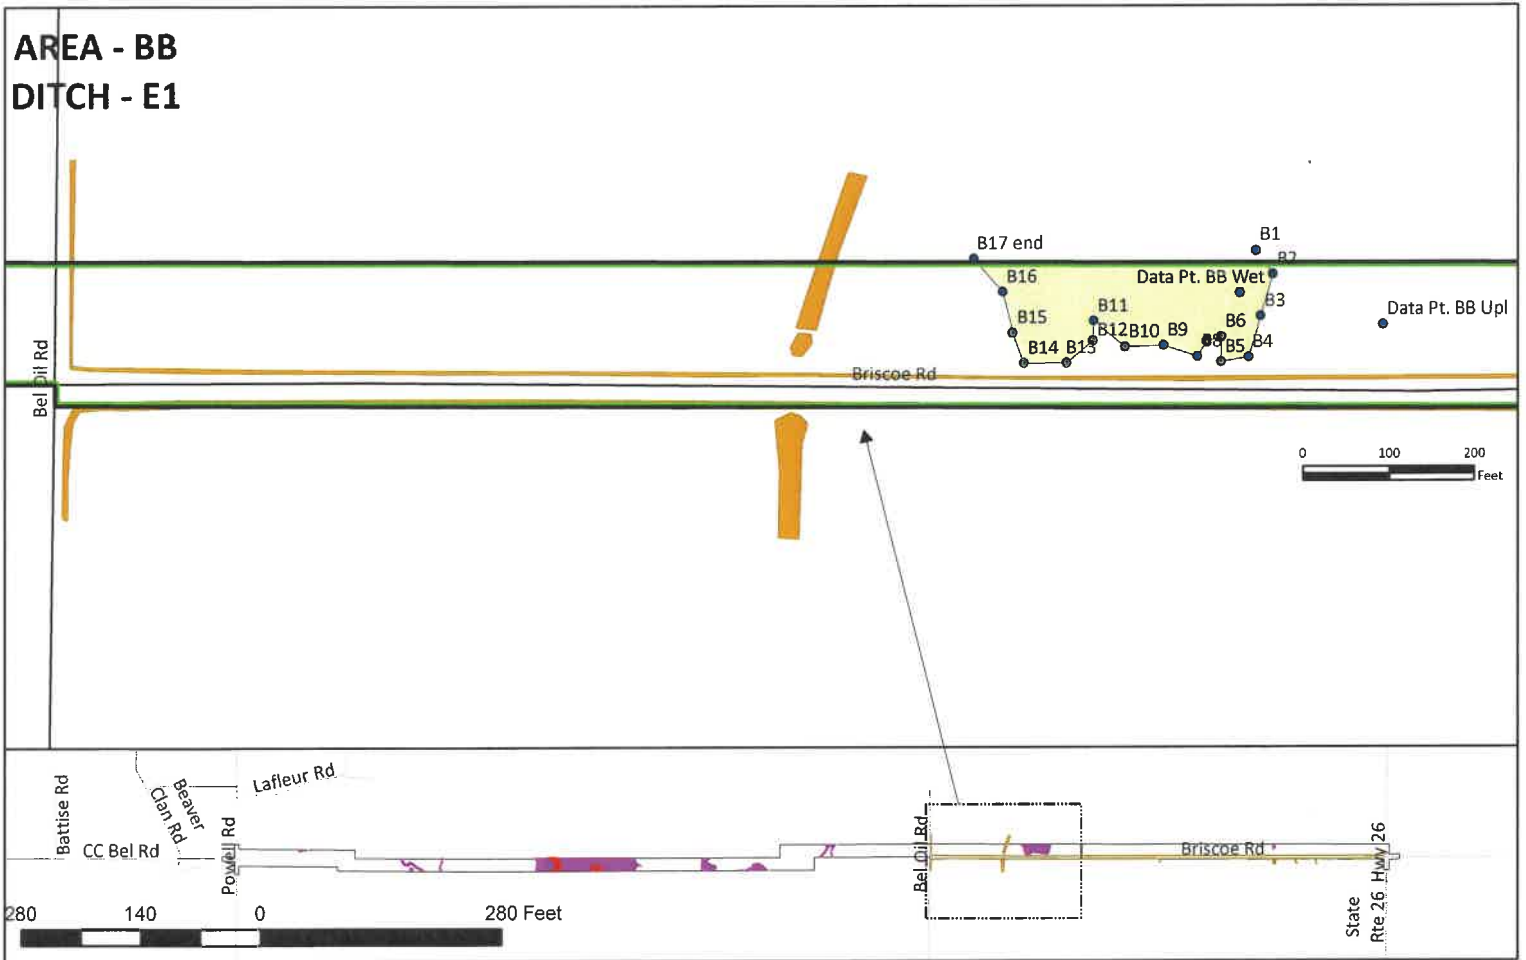 AREA - BB
DITCH - E1
B1
B17 end
B2
B16
Data Pt. BB Wet
B3
Data Pt. BB Upl
B11
B15
B12
B10
B9
B6
B8
B14
B13
B5
B4
Bel Oil Rd
Briscoe Rd
0 100 200
Feet
Battise Rd
Beaver
Clan Rd
Lafleur Rd
CC Bel Rd
Powel Rd
Bel Oil Rd
Briscoe Rd
State
Rte 26 Hwy 26
280 140 0 280 Feet